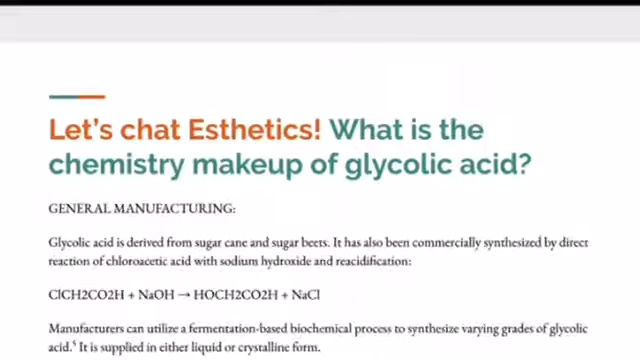 Let's chat Esthetics! What is the
chemistry makeup of glycolic acid?
GENERAL MANUFACTURING:
Glycolic acid is derived from sugar cane and sugar beets. It has also been commercially synthesized by direct
reaction of chloroacetic acid with sodium hydroxide and reacidification:
ClCH2CO2H + NaOH → HOCH2CO2H + NaCl
Manufacturers can utilize a fermentation-based biochemical process to synthesize varying grades of glycolic
acid.⁵ It is supplied in either liquid or crystalline form.